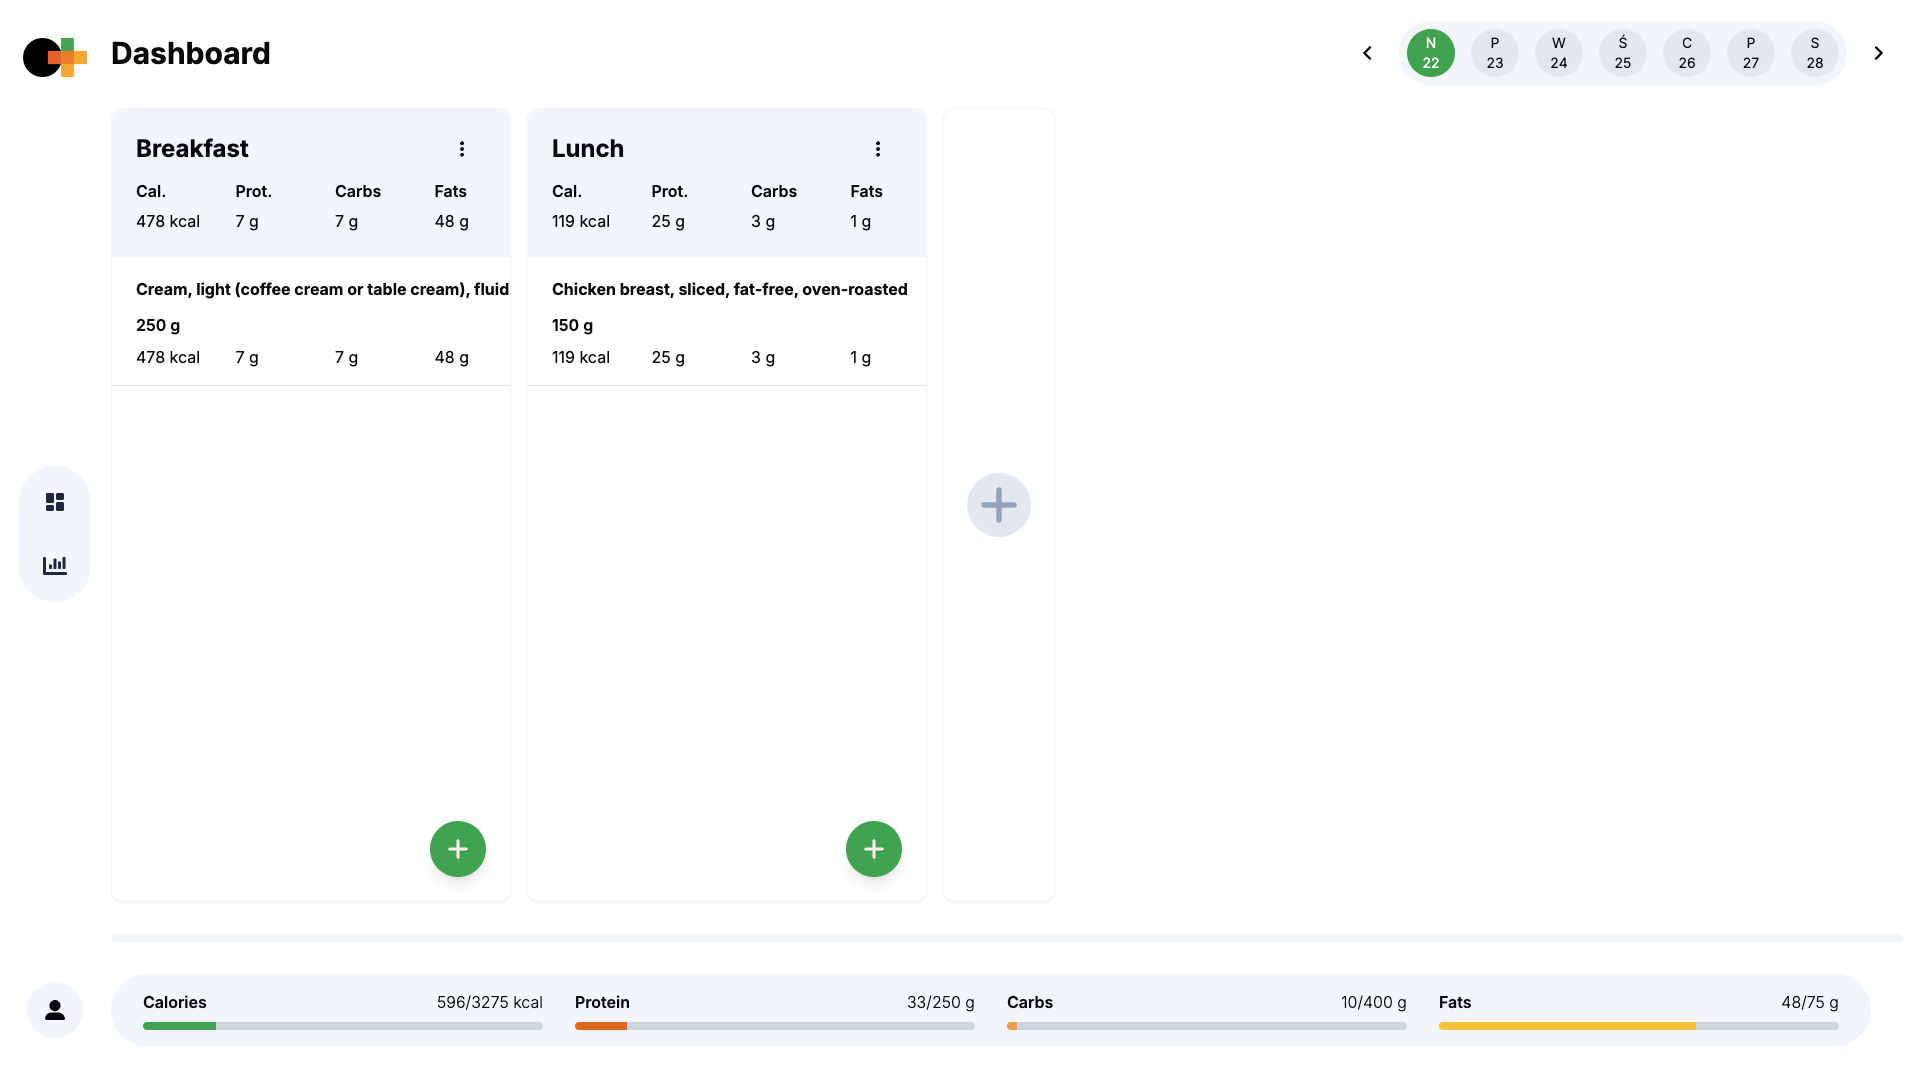 Dashboard
N P W Ś C P S
22 23 24 25 26 27 28
Breakfast
Cal. Prot. Carbs Fats
478 kcal 7 g 7 g 48 g
Cream, light (coffee cream or table cream), fluid
250 g
478 kcal 7 g 7 g 48 g
Lunch
Cal. Prot. Carbs Fats
119 kcal 25 g 3 g 1 g
Chicken breast, sliced, fat-free, oven-roasted
150 g
119 kcal 25 g 3 g 1 g
Calories 596/3275 kcal
Protein 33/250 g
Carbs 10/400 g
Fats 48/75 g